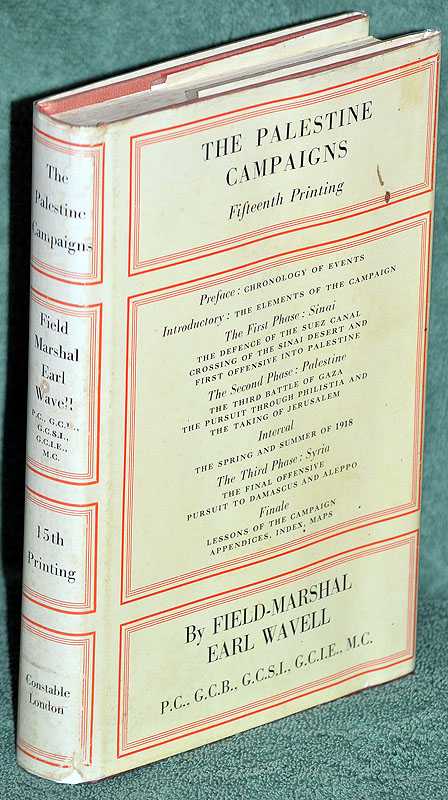 The
Palestine
Campaigns
Field
Marshal
Earl
Wavell
P.C., G.C.B.,
G.C.S.I.,
G.C.I.E.,
M.C.
15th
Printing
Constable
London
THE PALESTINE
CAMPAIGNS
Fifteenth Printing
Preface: CHRONOLOGY OF EVENTS
Introductory: THE ELEMENTS OF THE CAMPAIGN
The First Phase: Sinai
THE DEFENCE OF THE SUEZ CANAL
CROSSING OF THE SINAI DESERT AND
FIRST OFFENSIVE INTO PALESTINE
The Second Phase: Palestine
THE THIRD BATTLE OF GAZA
THE PURSUIT THROUGH PHILISTIA AND
THE TAKING OF JERUSALEM
Interval
THE SPRING AND SUMMER OF 1918
The Third Phase: Syria
THE FINAL OFFENSIVE
PURSUIT TO DAMASCUS AND ALEPPO
Finale
LESSONS OF THE CAMPAIGN
APPENDICES, INDEX, MAPS
By FIELD-MARSHAL
EARL WAVELL
P.C., G.C.B., G.C.S.I., G.C.I.E., M.C.